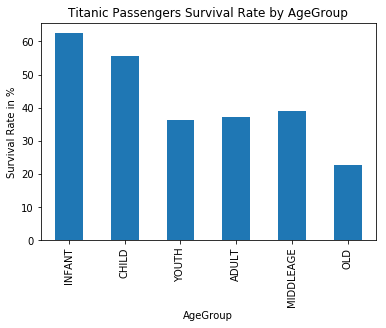 Titanic Passengers Survival Rate by AgeGroup
Survival Rate in %
60
50
40
30
20
10
0
INFANT
CHILD
YOUTH
ADULT
MIDDLEAGE
OLD
AgeGroup